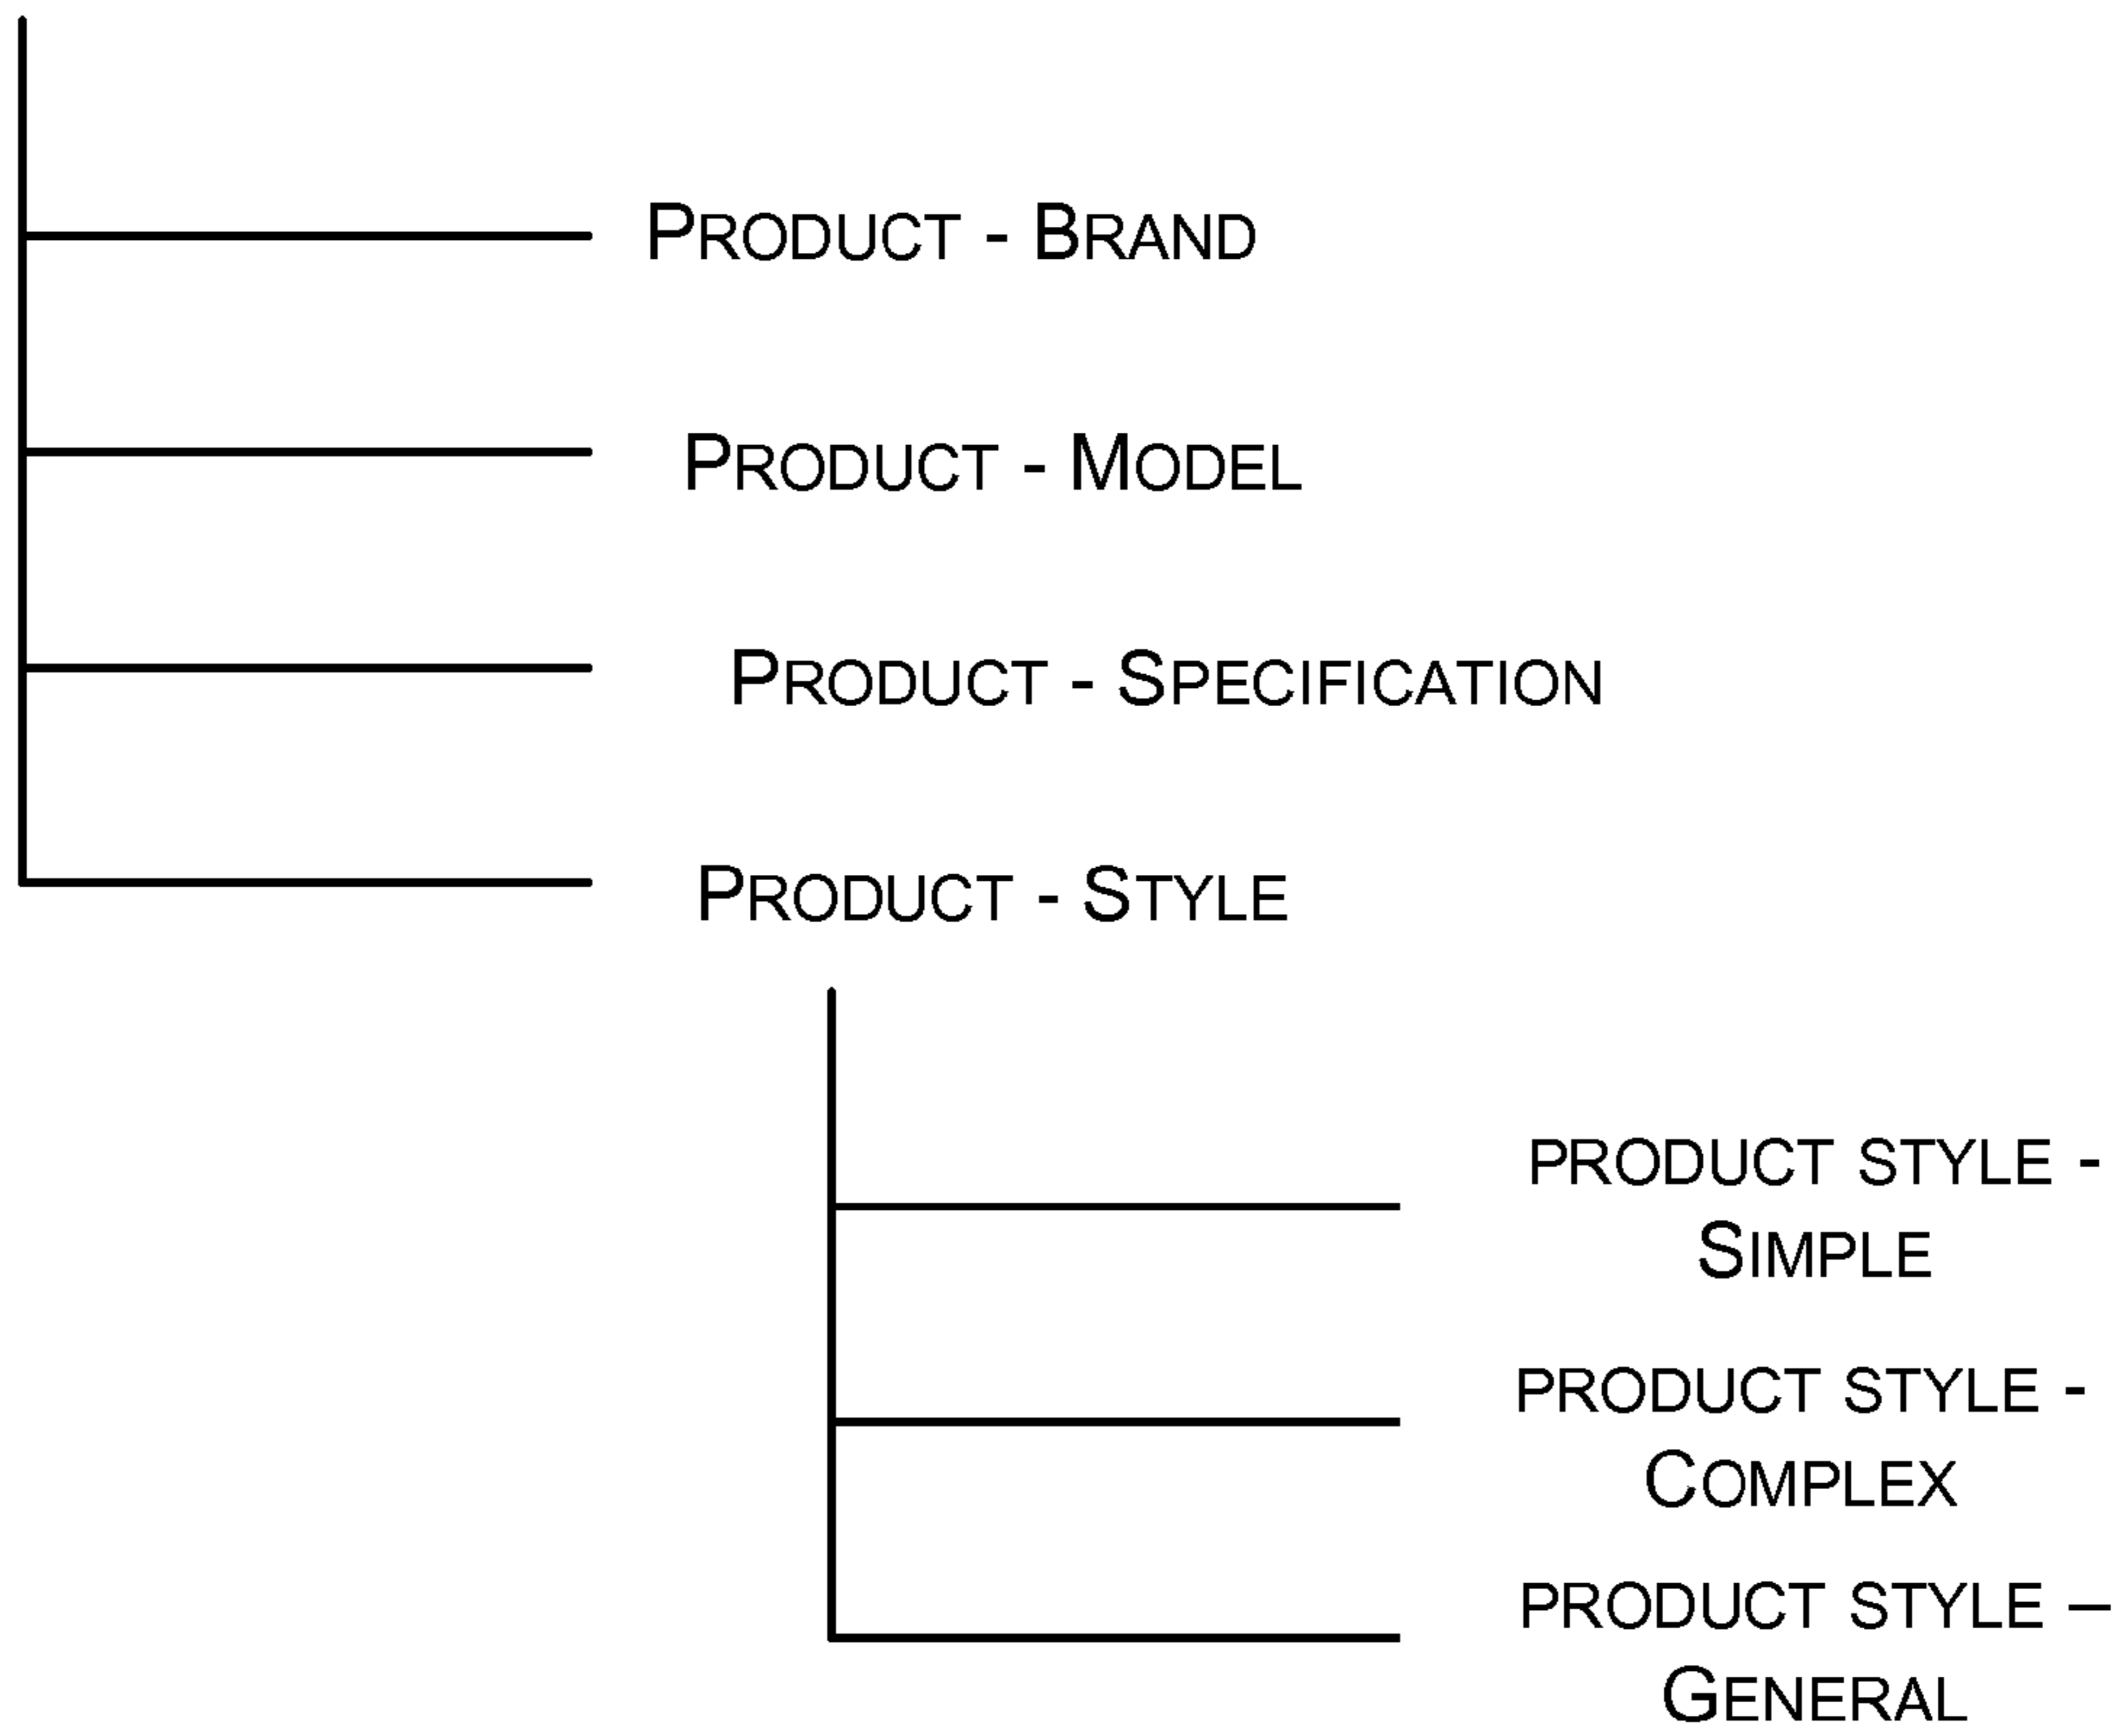 Product - Brand
Product - Model
Product - Specification
Product - Style
product style -
Simple
product style -
Complex
product style –
General